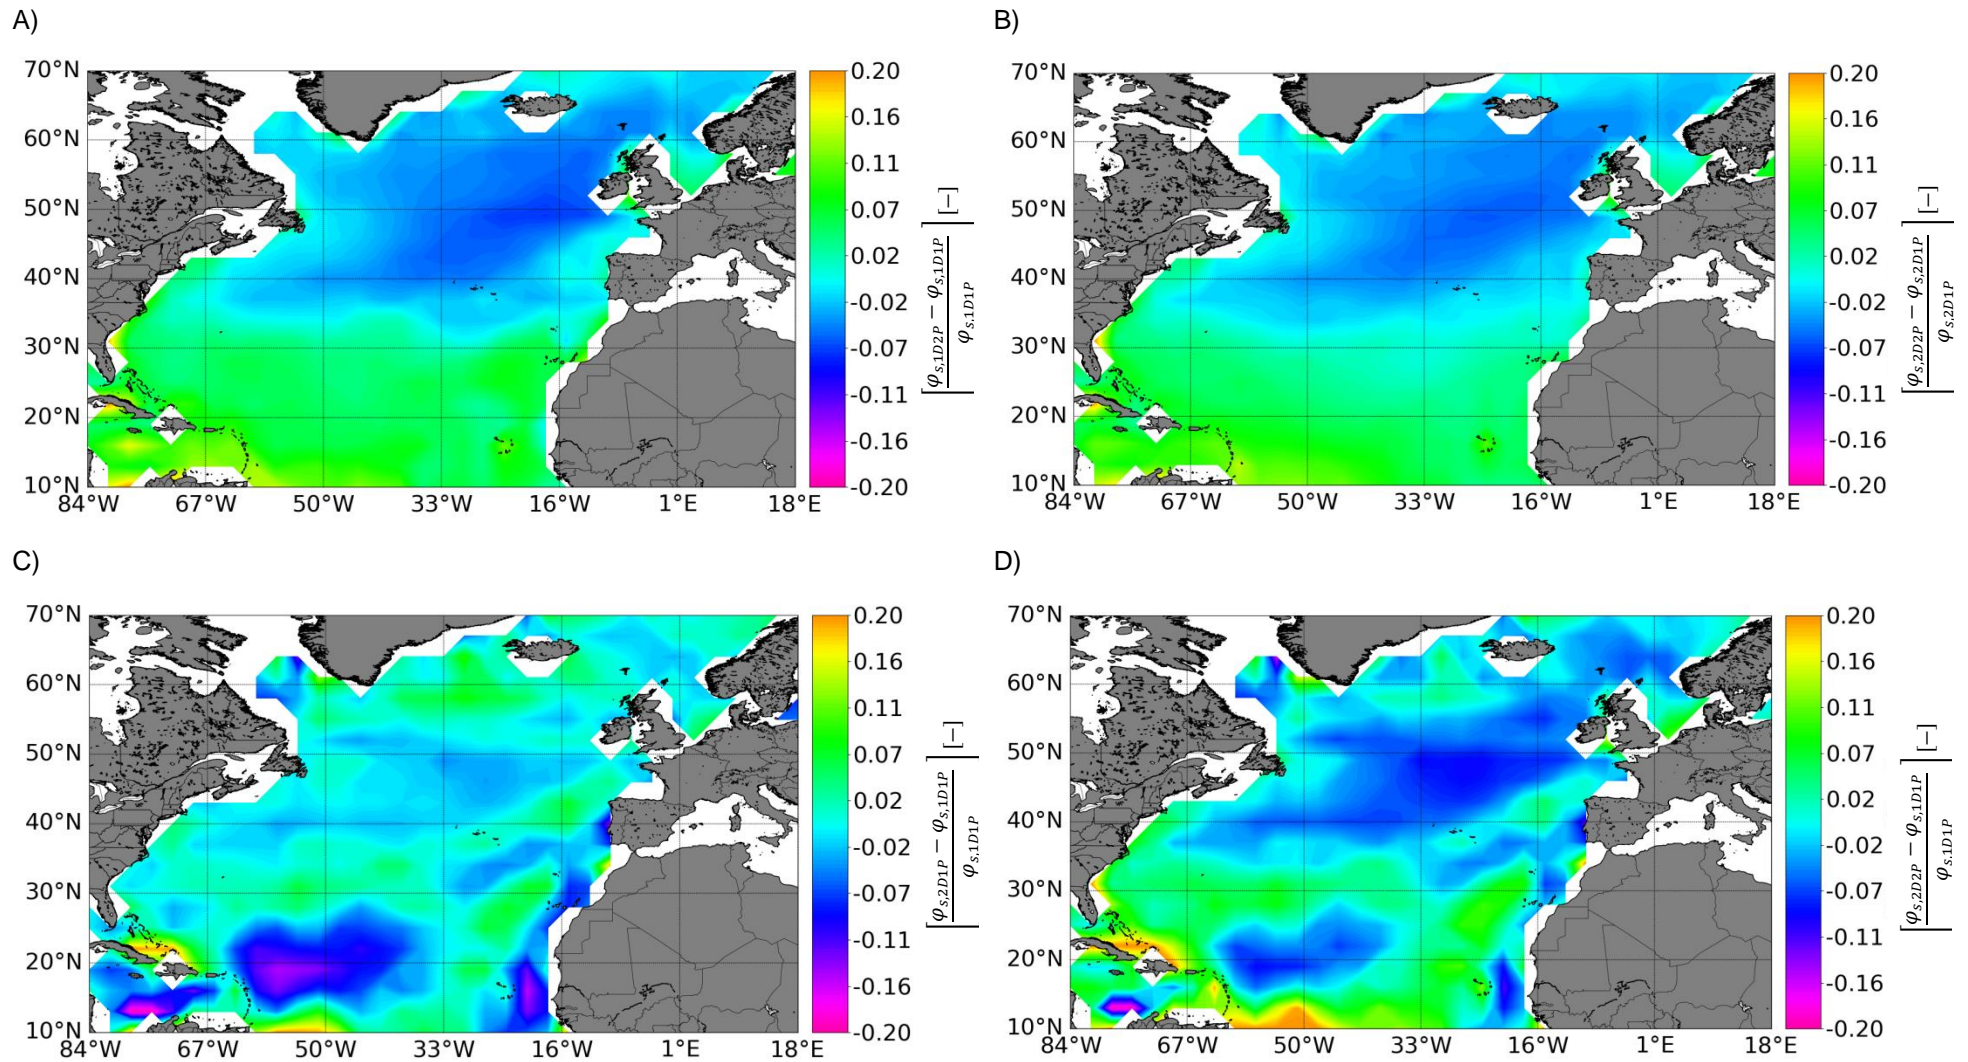 A)
70°N
60°N
50°N
40°N
30°N
20°N
10°N
84°W 67°W 50°W 33°W 16°W 1°E 18°E
0.20
0.16
0.11
0.07
0.02
-0.02
-0.07
-0.11
-0.16
-0.20
[(φs,1D2P − φs,1D1P) / φs,1D1P] [−]
B)
70°N
60°N
50°N
40°N
30°N
20°N
10°N
84°W 67°W 50°W 33°W 16°W 1°E 18°E
0.20
0.16
0.11
0.07
0.02
-0.02
-0.07
-0.11
-0.16
-0.20
[(φs,2D2P − φs,2D1P) / φs,2D1P] [−]
C)
70°N
60°N
50°N
40°N
30°N
20°N
10°N
84°W 67°W 50°W 33°W 16°W 1°E 18°E
0.20
0.16
0.11
0.07
0.02
-0.02
-0.07
-0.11
-0.16
-0.20
[(φs,2D1P − φs,1D1P) / φs,1D1P] [−]
D)
70°N
60°N
50°N
40°N
30°N
20°N
10°N
84°W 67°W 50°W 33°W 16°W 1°E 18°E
0.20
0.16
0.11
0.07
0.02
-0.02
-0.07
-0.11
-0.16
-0.20
[(φs,2D2P − φs,1D1P) / φs,1D1P] [−]